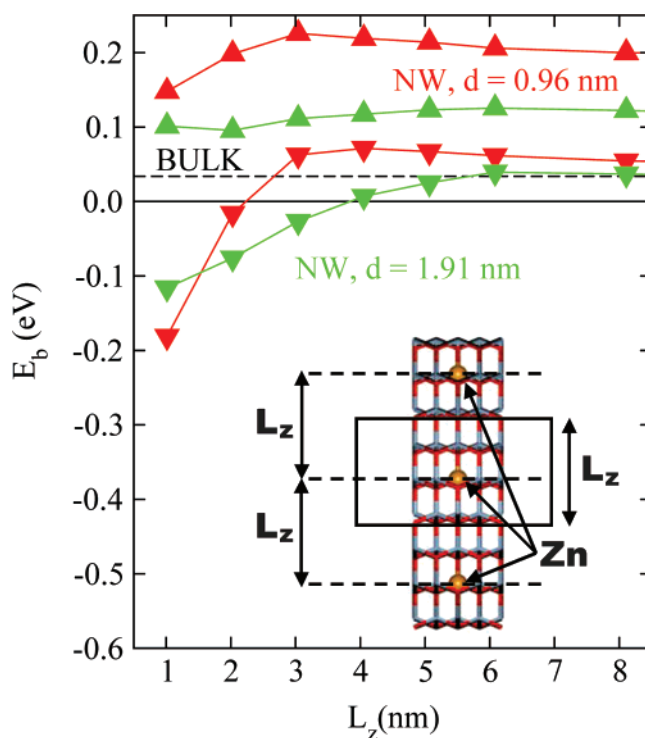 0.2
NW, d = 0.96 nm
0.1
BULK
0.0
-0.1
NW, d = 1.91 nm
E_b (eV)
-0.2
-0.3
L_z
L_z
-0.4
L_z
Zn
-0.5
-0.6
1 2 3 4 5 6 7 8
L_z(nm)